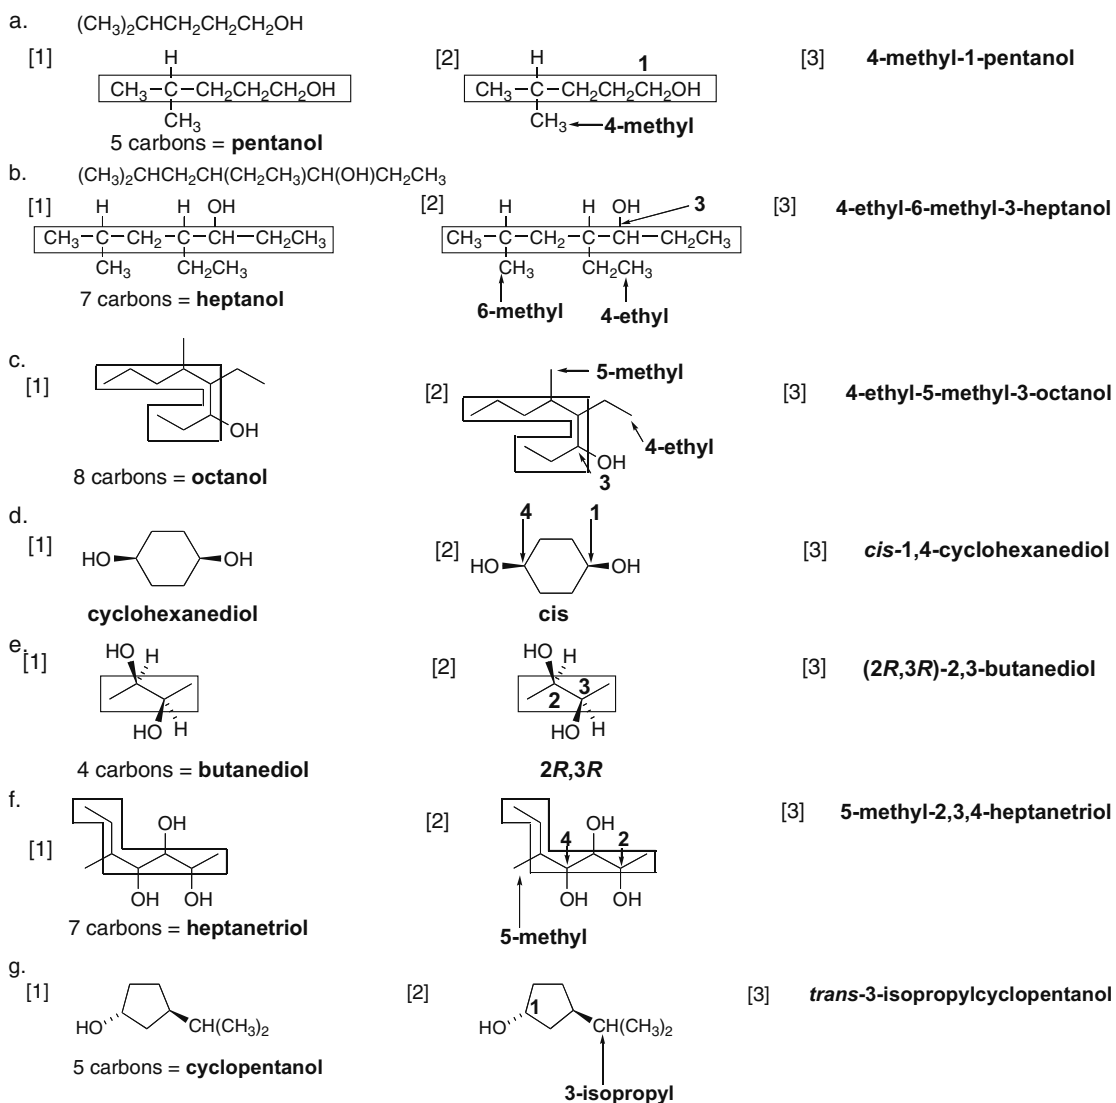 a. (CH₃)₂CHCH₂CH₂CH₂OH
[1] [2] [3] 4-methyl-1-pentanol
H H 1
CH₃–C–CH₂CH₂CH₂OH CH₃–C–CH₂CH₂CH₂OH
CH₃ CH₃ 4-methyl
5 carbons = pentanol
b. (CH₃)₂CHCH₂CH(CH₂CH₃)CH(OH)CH₂CH₃
[1] H H OH [2] H H OH 3 [3] 4-ethyl-6-methyl-3-heptanol
CH₃–C–CH₂–C–CH–CH₂CH₃ CH₃–C–CH₂–C–CH–CH₂CH₃
CH₃ CH₂CH₃ CH₃ CH₂CH₃
7 carbons = heptanol 6-methyl 4-ethyl
c.
[1] [2] 5-methyl [3] 4-ethyl-5-methyl-3-octanol
OH 4-ethyl
OH
8 carbons = octanol 3
d. 4 1
[1] HO OH [2] HO OH [3] cis-1,4-cyclohexanediol
cyclohexanediol cis
e. HO H HO H
[1] [2] [3] (2R,3R)-2,3-butanediol
2 3
HO H HO H
4 carbons = butanediol 2R,3R
f. [3] 5-methyl-2,3,4-heptanetriol
OH [2] OH
[1] 4 2
OH OH OH OH
7 carbons = heptanetriol 5-methyl
g.
[1] [2] [3] trans-3-isopropylcyclopentanol
1
HO CH(CH₃)₂ HO CH(CH₃)₂
5 carbons = cyclopentanol
3-isopropyl